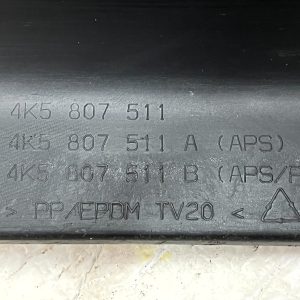 4K5 807 511
4K5 807 511 A (APS)
4K5 807 511 B (APS/P
> PP/EPDM TV20 <